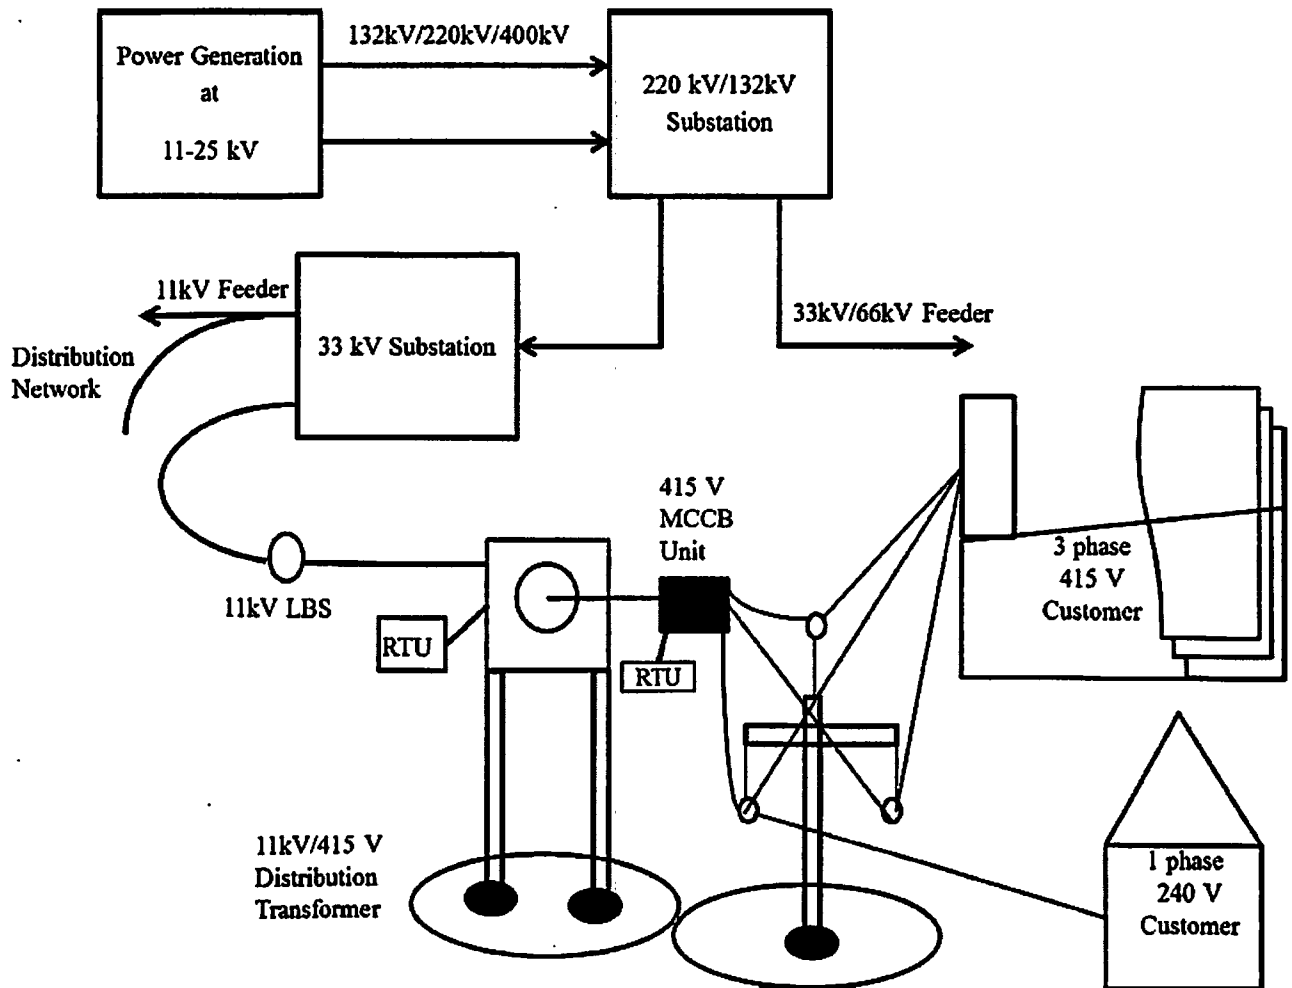 132kV/220kV/400kV
Power Generation
at
11-25 kV
220 kV/132kV
Substation
11kV Feeder
33 kV Substation
33kV/66kV Feeder
Distribution
Network
415 V
MCCB
Unit
3 phase
415 V
Customer
11kV LBS
RTU
RTU
11kV/415 V
Distribution
Transformer
1 phase
240 V
Customer